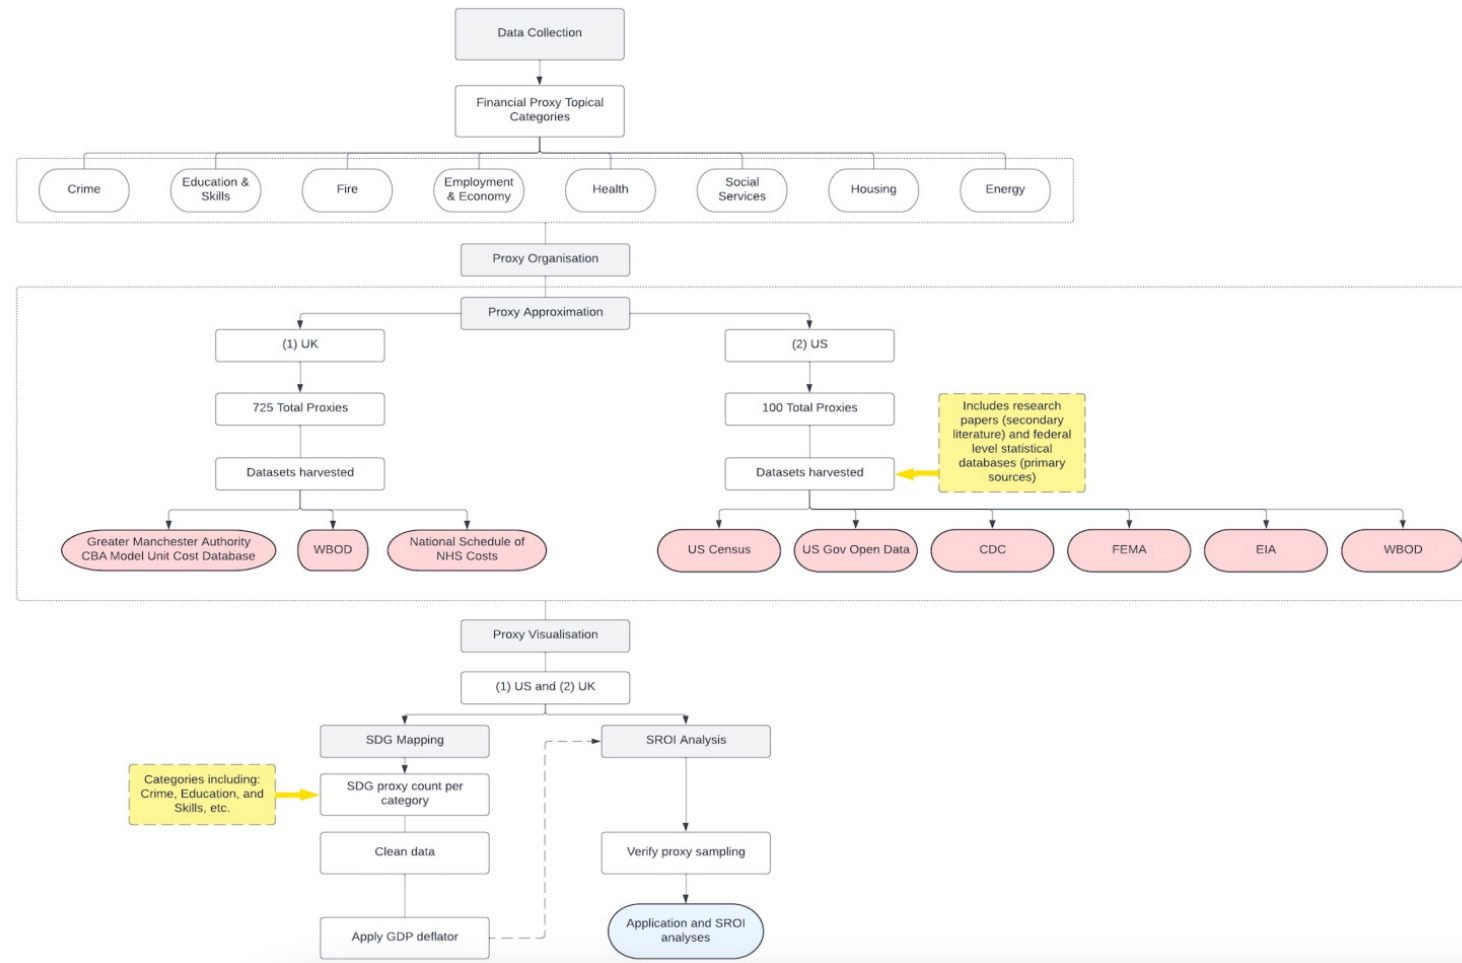 Data Collection
Financial Proxy Topical
Categories
Crime
Education &
Skills
Fire
Employment
& Economy
Health
Social
Services
Housing
Energy
Proxy Organisation
Proxy Approximation
(1) UK
(2) US
725 Total Proxies
100 Total Proxies
Includes research
papers (secondary
literature) and federal
level statistical
databases (primary
sources)
Datasets harvested
Datasets harvested
Greater Manchester Authority
CBA Model Unit Cost Database
WBOD
National Schedule of
NHS Costs
US Census
US Gov Open Data
CDC
FEMA
EIA
WBOD
Proxy Visualisation
(1) US and (2) UK
SDG Mapping
SROI Analysis
Categories including:
Crime, Education, and
Skills, etc.
SDG proxy count per
category
Clean data
Verify proxy sampling
Apply GDP deflator
Application and SROI
analyses